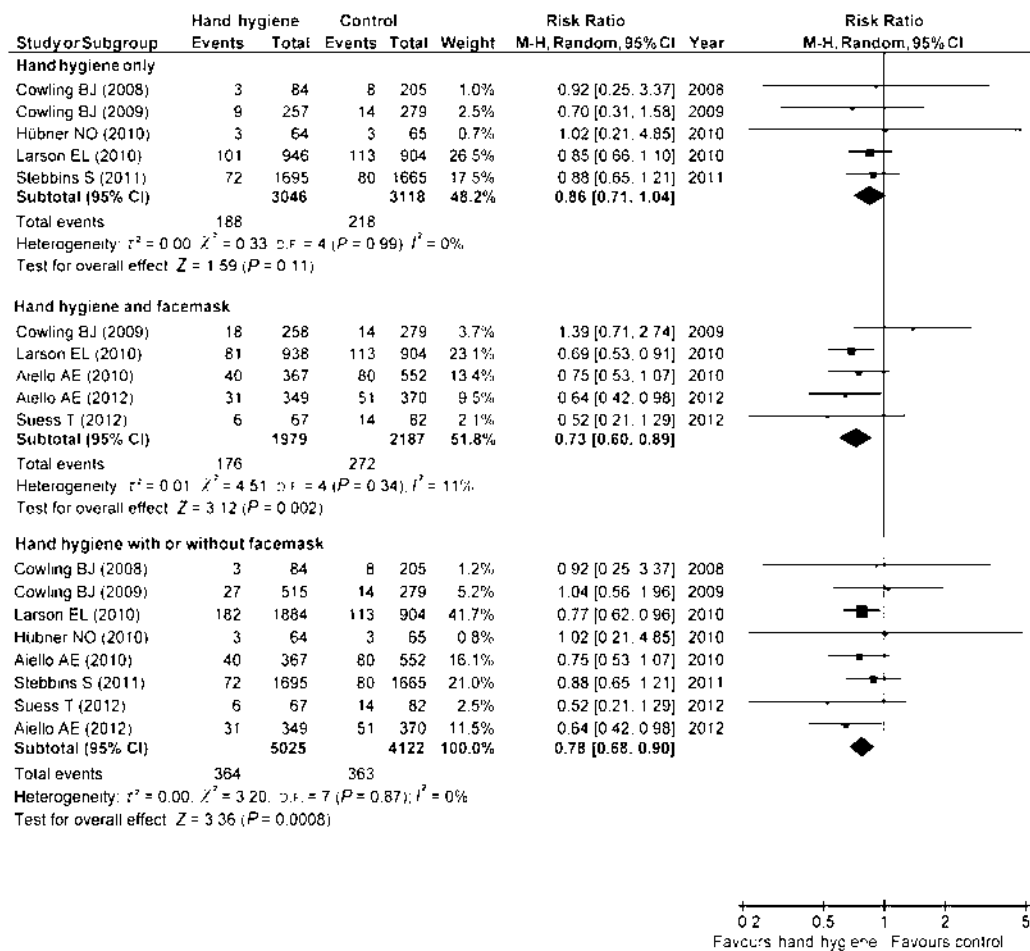 Hand hygiene Control Risk Ratio Risk Ratio
Study or Subgroup Events Total Events Total Weight M-H, Random, 95% CI Year M-H, Random, 95% CI
Hand hygiene only
Cowling BJ (2008) 3 84 8 205 1.0% 0.92 [0.25, 3.37] 2008
Cowling BJ (2009) 9 257 14 279 2.5% 0.70 [0.31, 1.58] 2009
Hübner NO (2010) 3 64 3 65 0.7% 1.02 [0.21, 4.85] 2010
Larson EL (2010) 101 946 113 904 26.5% 0.85 [0.66, 1.10] 2010
Stebbins S (2011) 72 1695 80 1665 17.5% 0.88 [0.65, 1.21] 2011
Subtotal (95% CI) 3046 3118 48.2% 0.86 [0.71, 1.04]
Total events 188 218
Heterogeneity: τ² = 0.00 χ² = 0.33 D.F. = 4 (P = 0.99) I² = 0%
Test for overall effect Z = 1.59 (P = 0.11)
Hand hygiene and facemask
Cowling BJ (2009) 18 258 14 279 3.7% 1.39 [0.71, 2.74] 2009
Larson EL (2010) 81 938 113 904 23.1% 0.69 [0.53, 0.91] 2010
Aiello AE (2010) 40 367 80 552 13.4% 0.75 [0.53, 1.07] 2010
Aiello AE (2012) 31 349 51 370 9.5% 0.64 [0.42, 0.98] 2012
Suess T (2012) 6 67 14 82 2.1% 0.52 [0.21, 1.29] 2012
Subtotal (95% CI) 1979 2187 51.8% 0.73 [0.60, 0.89]
Total events 176 272
Heterogeneity τ² = 0.01 χ² = 4.51 D.F. = 4 (P = 0.34), I² = 11%
Test for overall effect Z = 3.12 (P = 0.002)
Hand hygiene with or without facemask
Cowling BJ (2008) 3 84 8 205 1.2% 0.92 [0.25 3.37] 2008
Cowling BJ (2009) 27 515 14 279 5.2% 1.04 [0.56 1.96] 2009
Larson EL (2010) 182 1884 113 904 41.7% 0.77 [0.62, 0.96] 2010
Hübner NO (2010) 3 64 3 65 0.8% 1.02 [0.21 4.85] 2010
Aiello AE (2010) 40 367 80 552 16.1% 0.75 [0.53 1.07] 2010
Stebbins S (2011) 72 1695 80 1665 21.0% 0.88 [0.65 1.21] 2011
Suess T (2012) 6 67 14 82 2.5% 0.52 [0.21, 1.29] 2012
Aiello AE (2012) 31 349 51 370 11.5% 0.64 [0.42 0.98] 2012
Subtotal (95% CI) 5025 4122 100.0% 0.78 [0.68, 0.90]
Total events 364 363
Heterogeneity: τ² = 0.00. χ² = 3.20. D.F. = 7 (P = 0.87); I² = 0%
Test for overall effect Z = 3.36 (P = 0.0008)
0.2 0.5 1 2 5
Favours hand hygiene Favours control